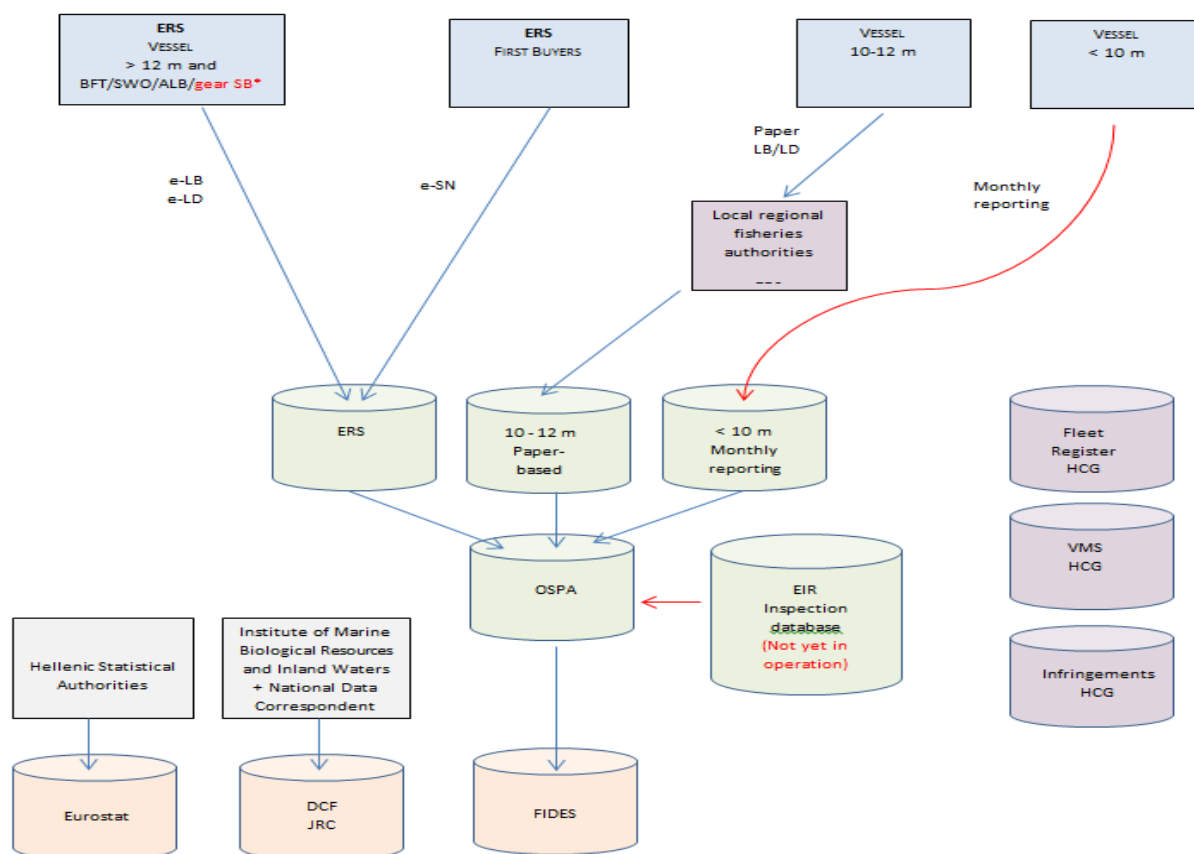 ERS
VESSEL
> 12 m and
BFT/SWO/ALB/gear SB*
ERS
FIRST BUYERS
VESSEL
10-12 m
VESSEL
< 10 m
e-LB
e-LD
e-SN
Paper
LB/LD
Monthly
reporting
Local regional
fisheries
authorities
---
ERS
10 - 12 m
Paper-
based
< 10 m
Monthly
reporting
Fleet
Register
HCG
OSPA
EIR
Inspection
database
(Not yet in
operation)
VMS
HCG
Hellenic Statistical
Authorities
Institute of Marine
Biological Resources
and Inland Waters
+ National Data
Correspondent
Infringements
HCG
Eurostat
DCF
JRC
FIDES